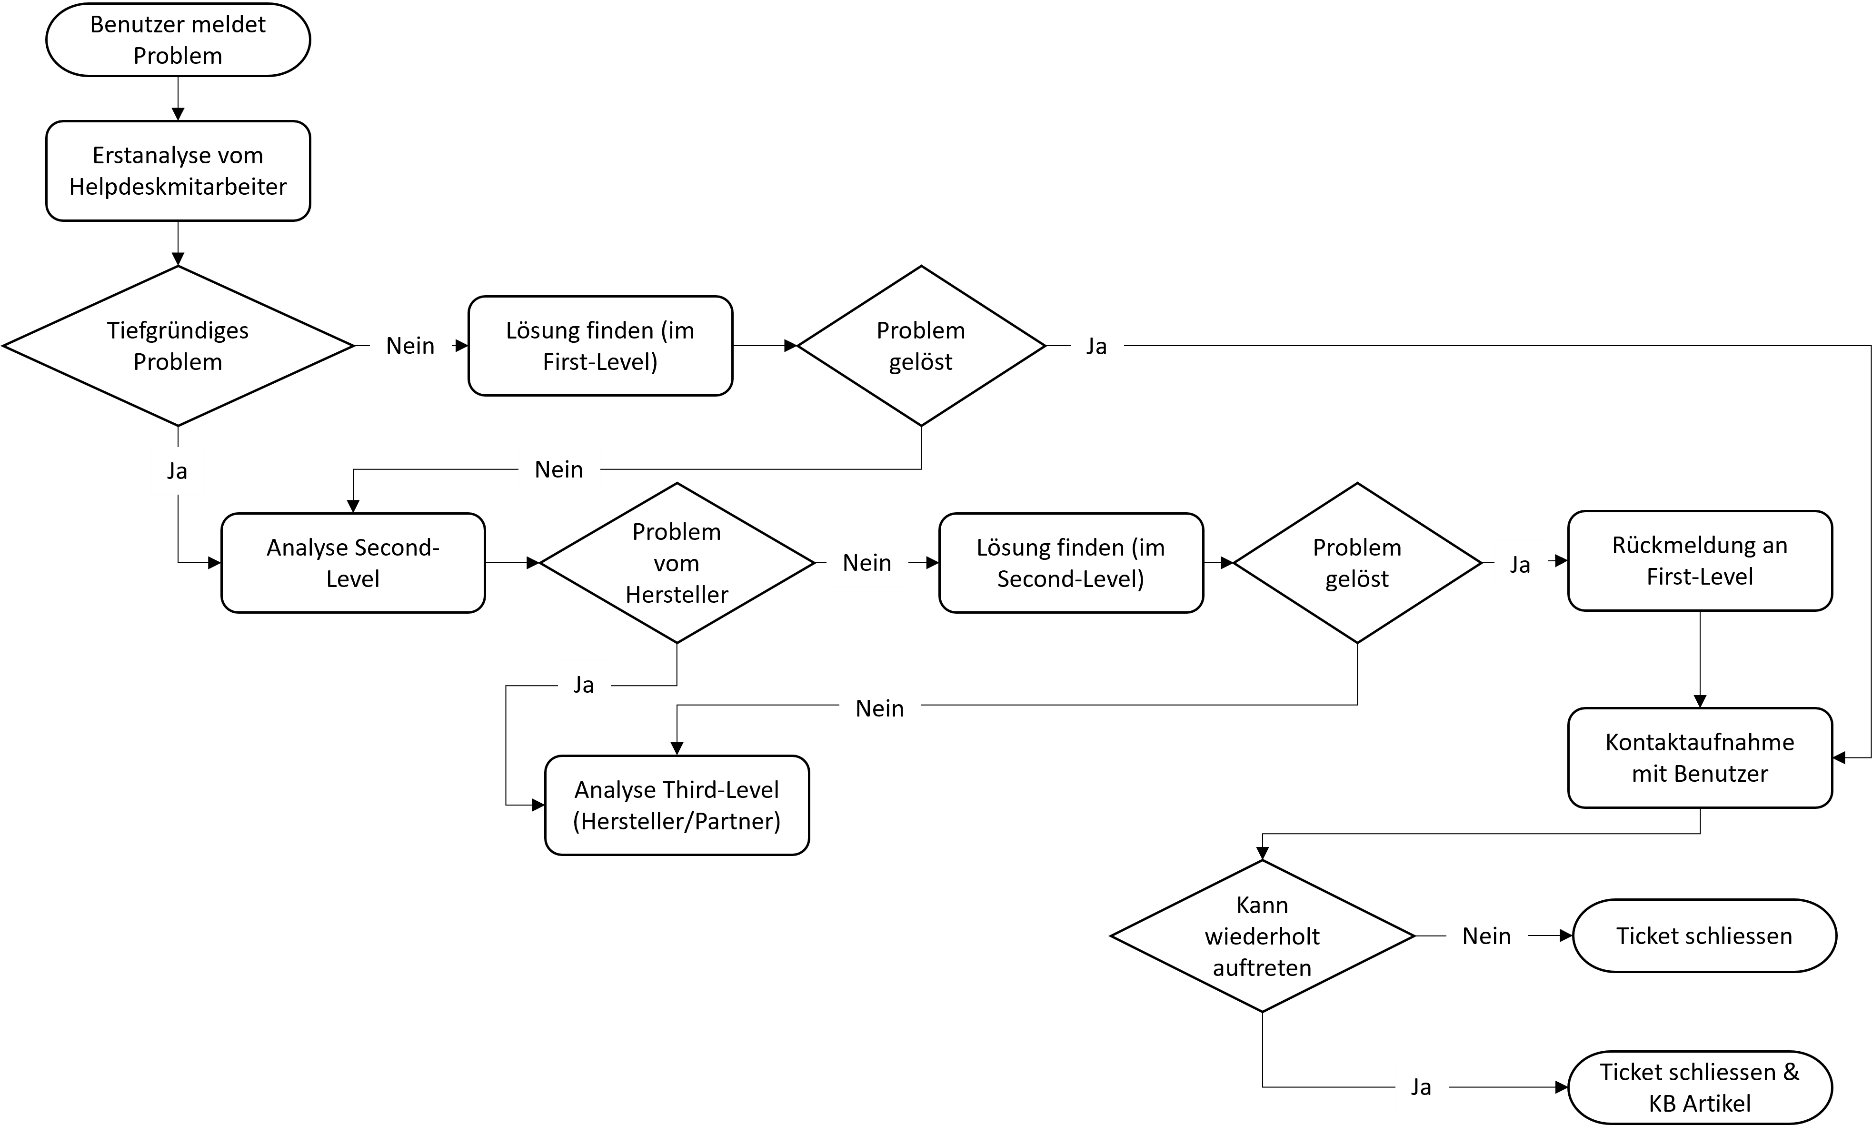 Benutzer meldet
Problem
Erstanalyse vom
Helpdeskmitarbeiter
Tiefgründiges
Problem
Nein
Lösung finden (im
First-Level)
Problem
gelöst
Ja
Ja
Nein
Analyse Second-
Level
Problem
vom
Hersteller
Nein
Lösung finden (im
Second-Level)
Problem
gelöst
Ja
Rückmeldung an
First-Level
Ja
Nein
Analyse Third-Level
(Hersteller/Partner)
Kontaktaufnahme
mit Benutzer
Kann
wiederholt
auftreten
Nein
Ticket schliessen
Ja
Ticket schliessen &
KB Artikel